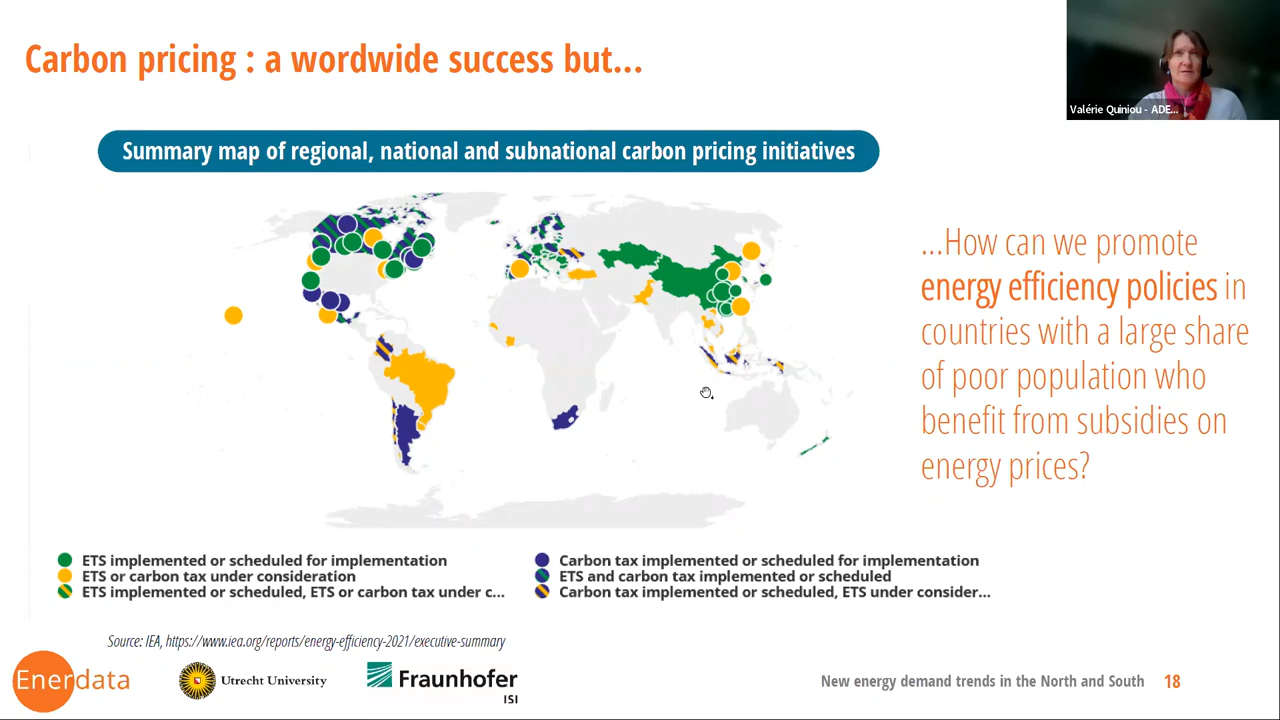 Carbon pricing : a wordwide success but...
Valérie Quiniou - ADE...
Summary map of regional, national and subnational carbon pricing initiatives
...How can we promote
energy efficiency policies in
countries with a large share
of poor population who
benefit from subsidies on
energy prices?
ETS implemented or scheduled for implementation
ETS or carbon tax under consideration
ETS implemented or scheduled, ETS or carbon tax under c...
Carbon tax implemented or scheduled for implementation
ETS and carbon tax implemented or scheduled
Carbon tax implemented or scheduled, ETS under consider...
Source: IEA, https://www.iea.org/reports/energy-efficiency-2021/executive-summary
Enerdata
Utrecht University
Fraunhofer
ISI
New energy demand trends in the North and South 18